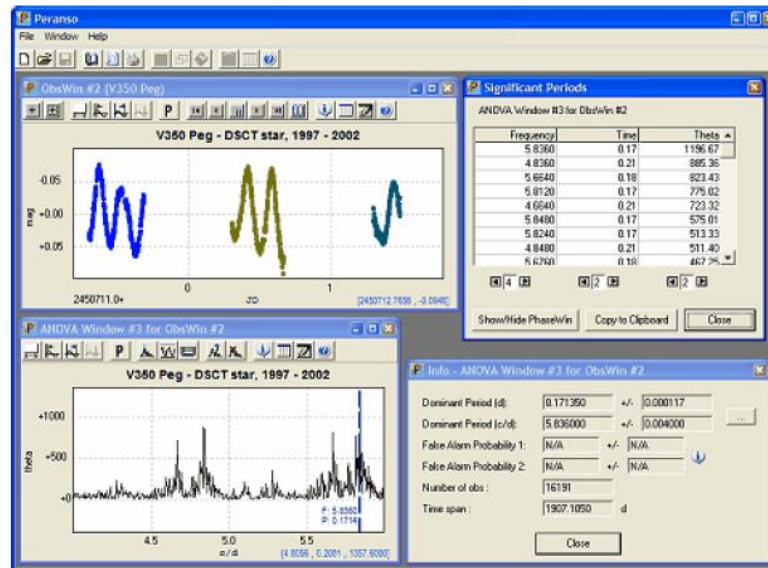 Peranso
File Window Help
ObsWin #2 (V350 Peg)
P
V350 Peg - DSCT star, 1997 - 2002
-0.05
+0.00
+0.05
mag
0
1
2450711.0+
JD
[2450712.7656 , -0.0946]
Significant Periods
ANOVA Window #3 for ObsWin #2
Frequency Time Theta
5.8360 0.17 1196.67
4.8360 0.21 885.36
5.6640 0.18 823.43
5.8120 0.17 775.02
4.6640 0.21 723.32
5.8480 0.17 575.01
5.8240 0.17 513.33
4.8480 0.21 511.40
5.6760 0.18 467.25
4 2 2
Show/Hide PhaseWin Copy to Clipboard Close
ANOVA Window #3 for ObsWin #2
P
V350 Peg - DSCT star, 1997 - 2002
+1000
+500
+0
theta
F: 5.8360
P: 0.1714
4.5 5.0 5.5
c/d
[4.8056 , 0.2081 , 1357.6000]
Info - ANOVA Window #3 for ObsWin #2
Dominant Period (d): 0.171350 +/- 0.000117
Dominant Period (c/d): 5.836000 +/- 0.004000
...
False Alarm Probability 1: N/A +/- N/A
False Alarm Probability 2: N/A +/- N/A
Number of obs : 16191
Time span : 1907.1050 d
Close